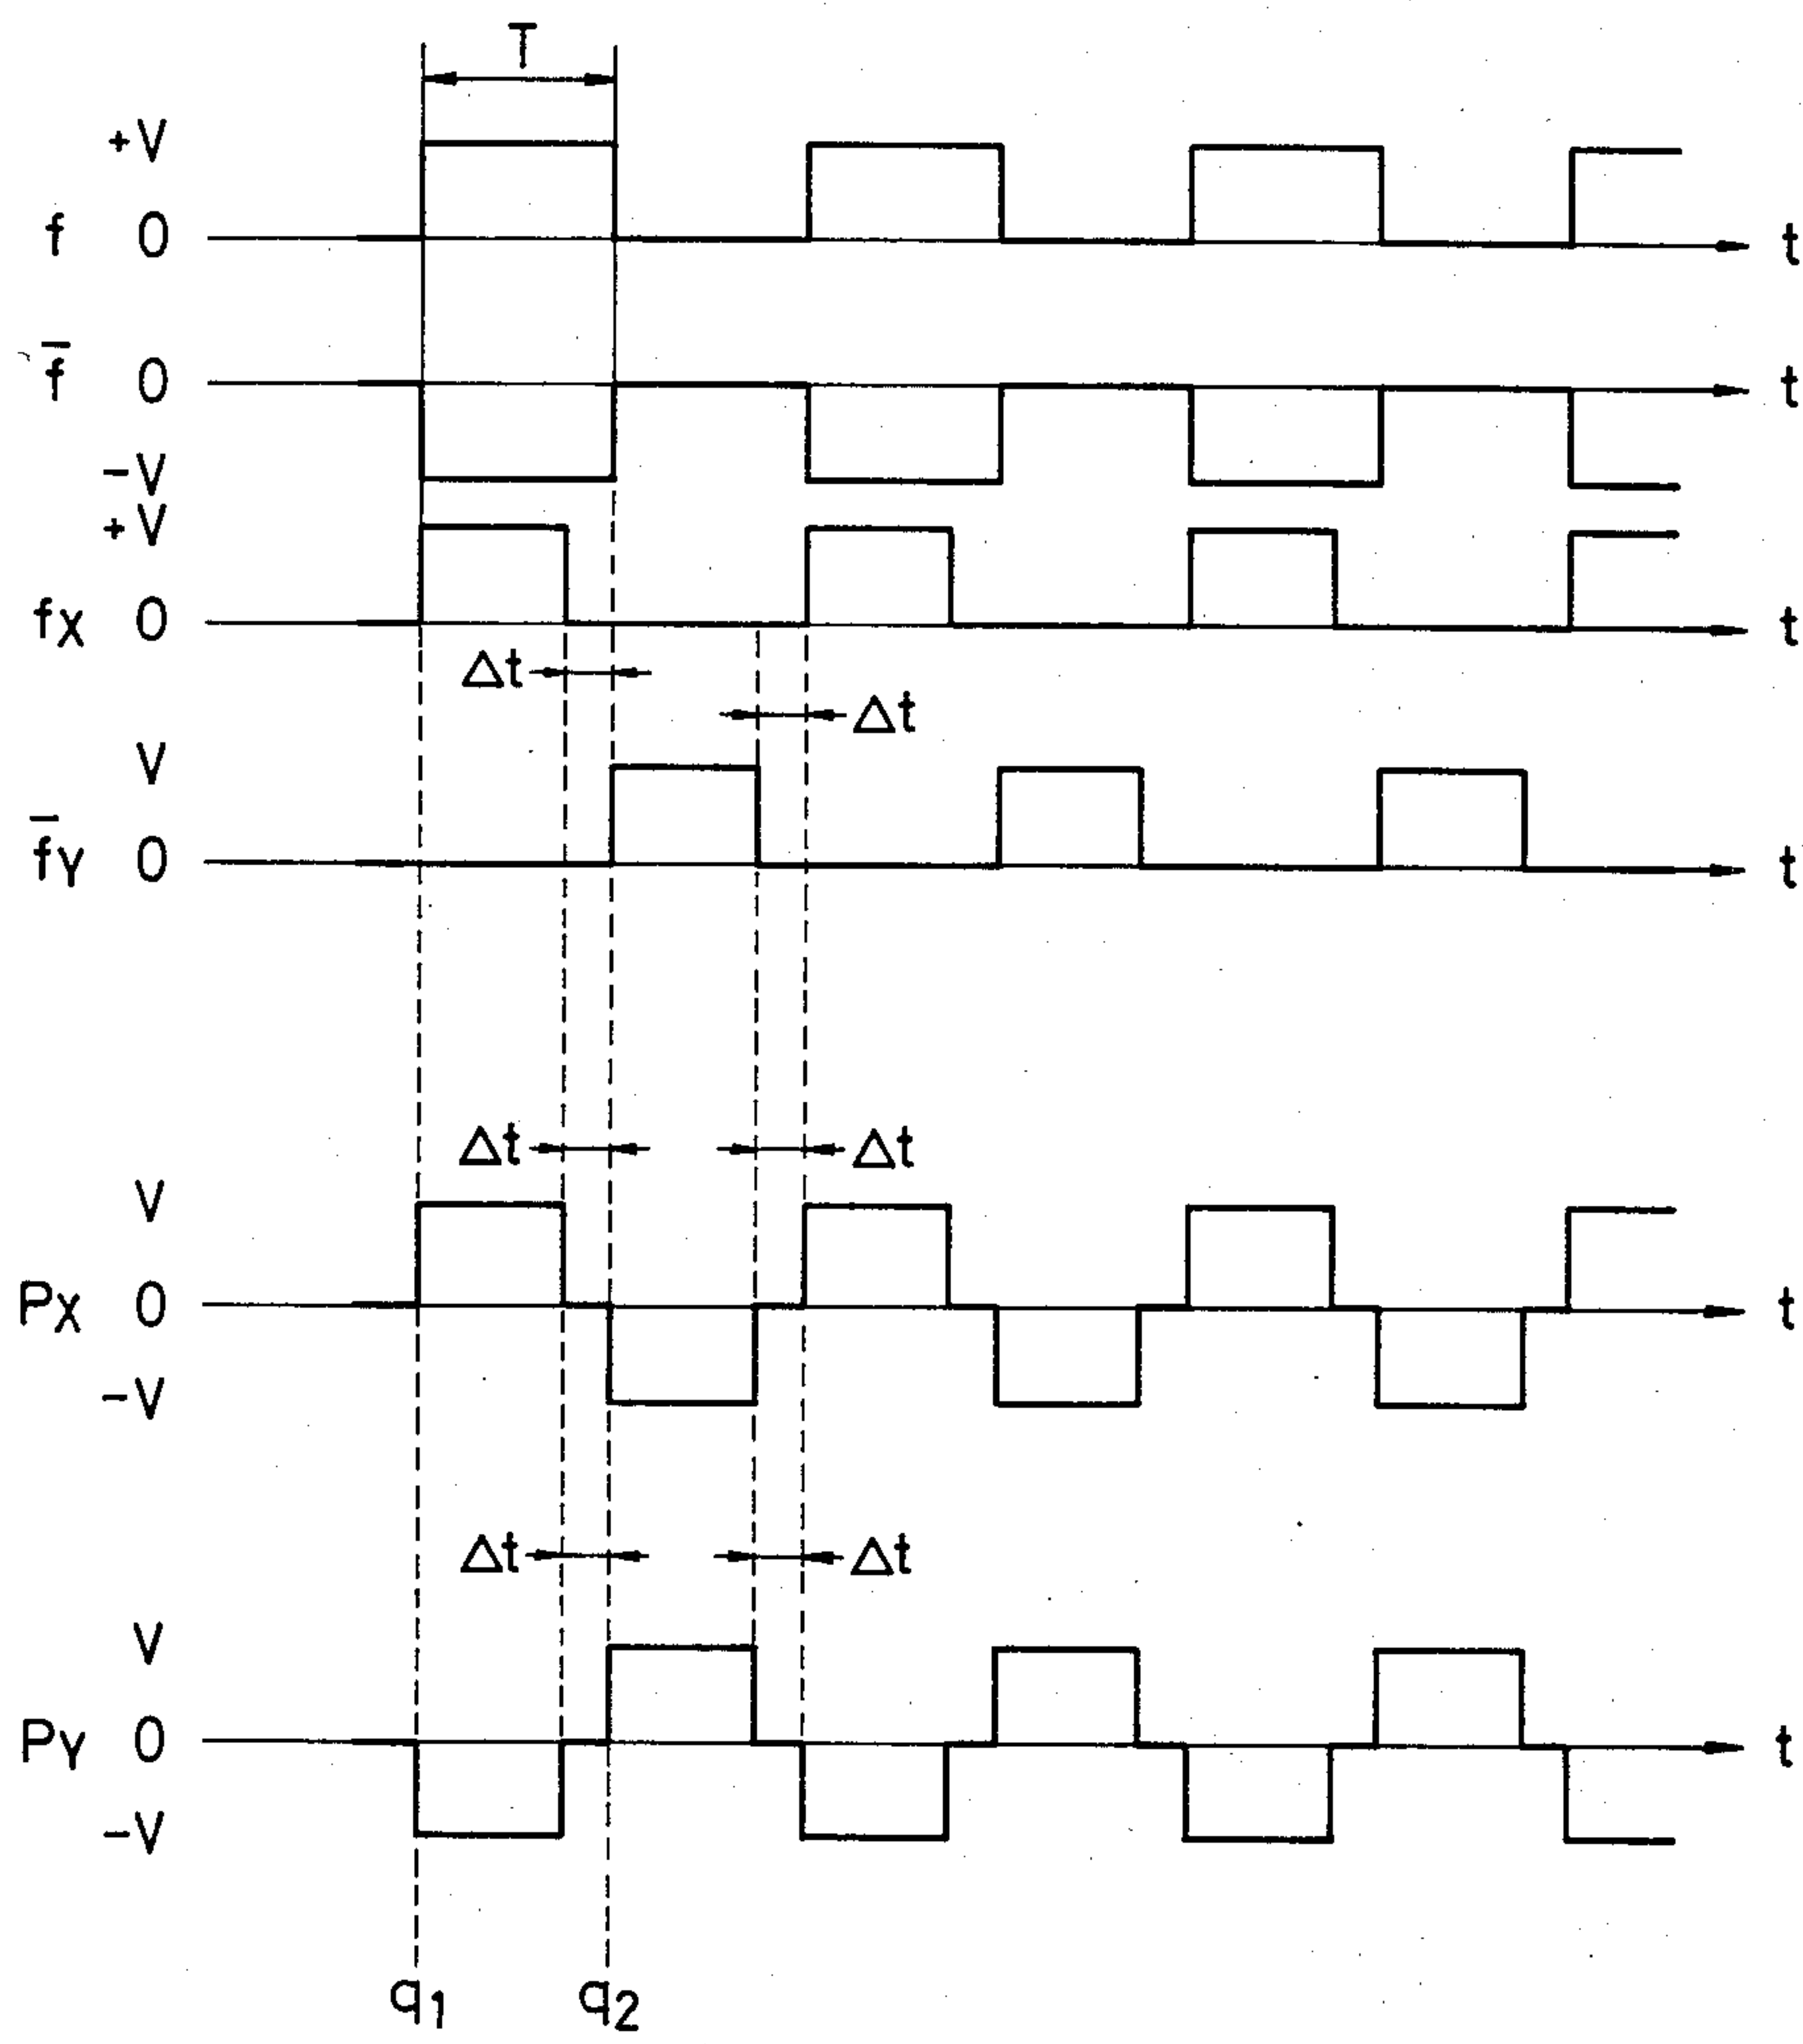 T
+V
f 0 t
f̅ 0 t
-V
+V
fX 0 t
Δt
Δt
V
f̅Y 0 t
Δt Δt
V
PX 0 t
-V
Δt Δt
V
PY 0 t
-V
q1 q2